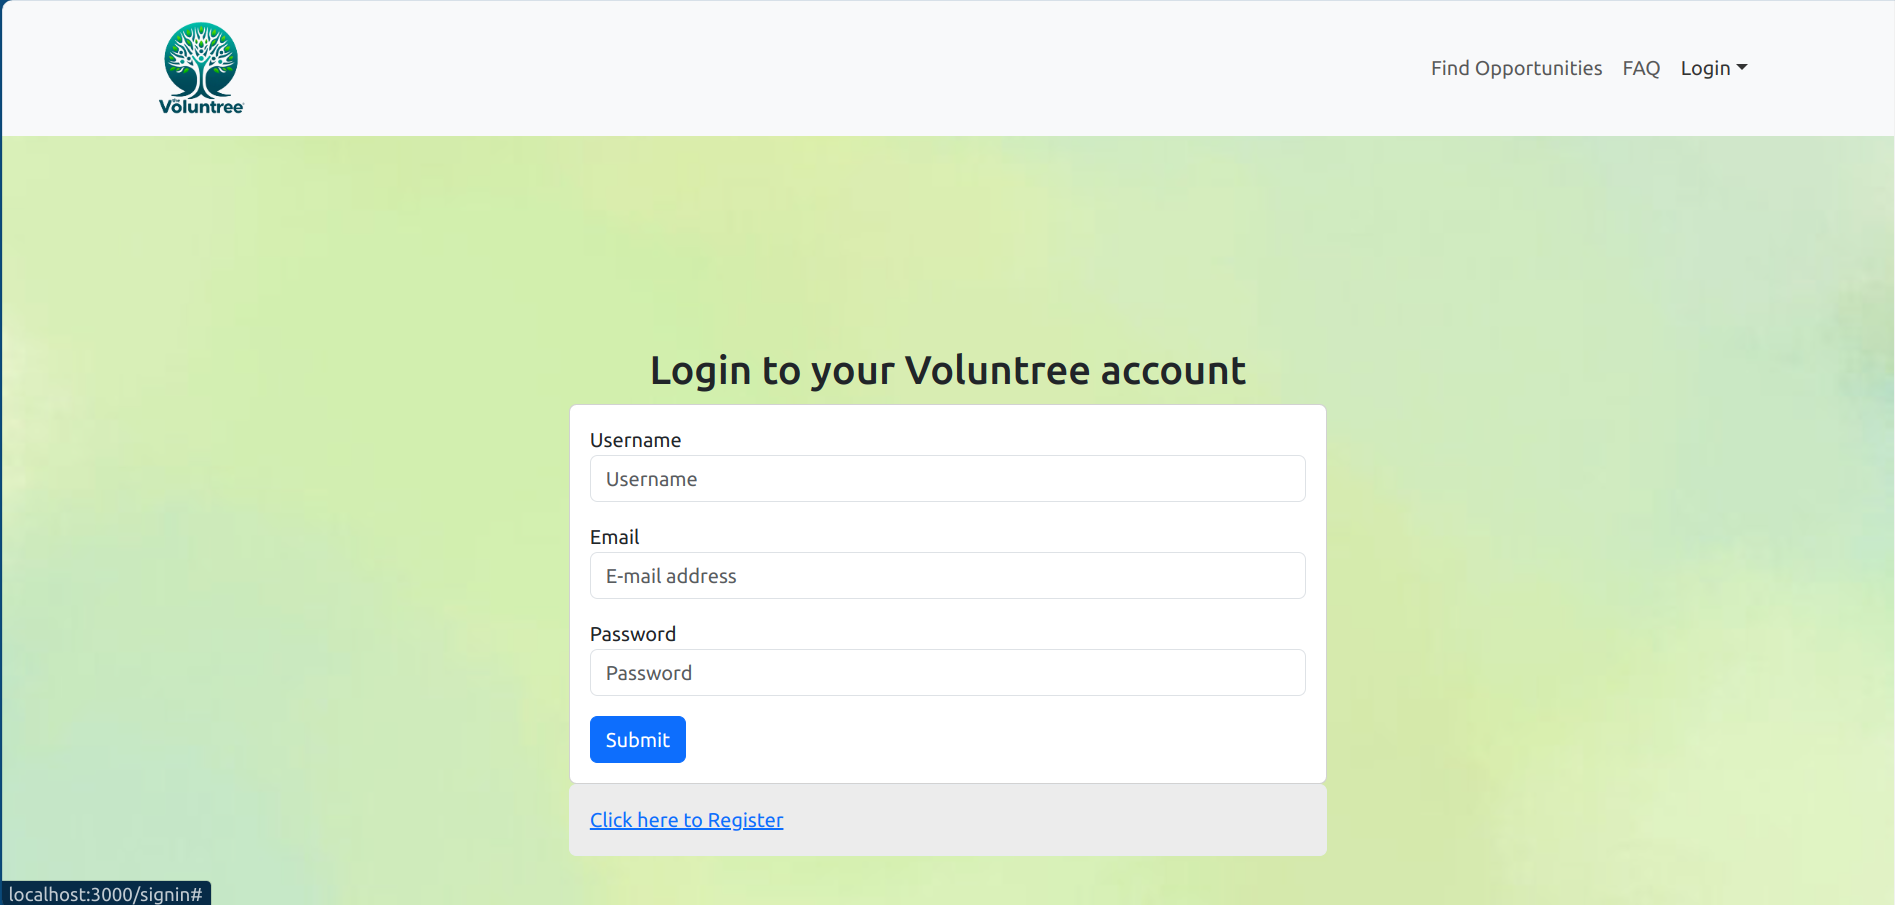 the
Voluntree
Find Opportunities FAQ Login
Login to your Voluntree account
Username
Username
Email
E-mail address
Password
Password
Submit
Click here to Register
localhost:3000/signin#